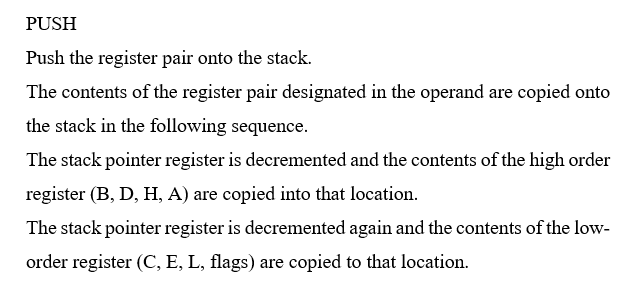 PUSH
Push the register pair onto the stack.
The contents of the register pair designated in the operand are copied onto
the stack in the following sequence.
The stack pointer register is decremented and the contents of the high order
register (B, D, H, A) are copied into that location.
The stack pointer register is decremented again and the contents of the low-
order register (C, E, L, flags) are copied to that location.